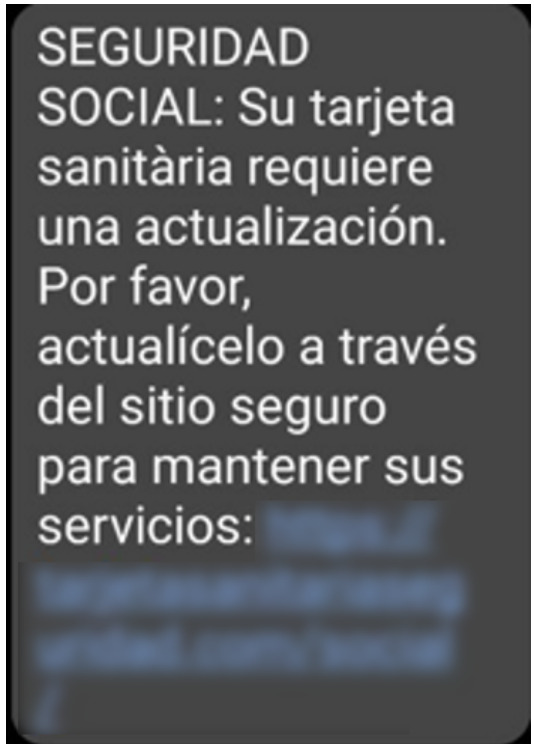 SEGURIDAD
SOCIAL: Su tarjeta
sanitària requiere
una actualización.
Por favor,
actualícelo a través
del sitio seguro
para mantener sus
servicios: